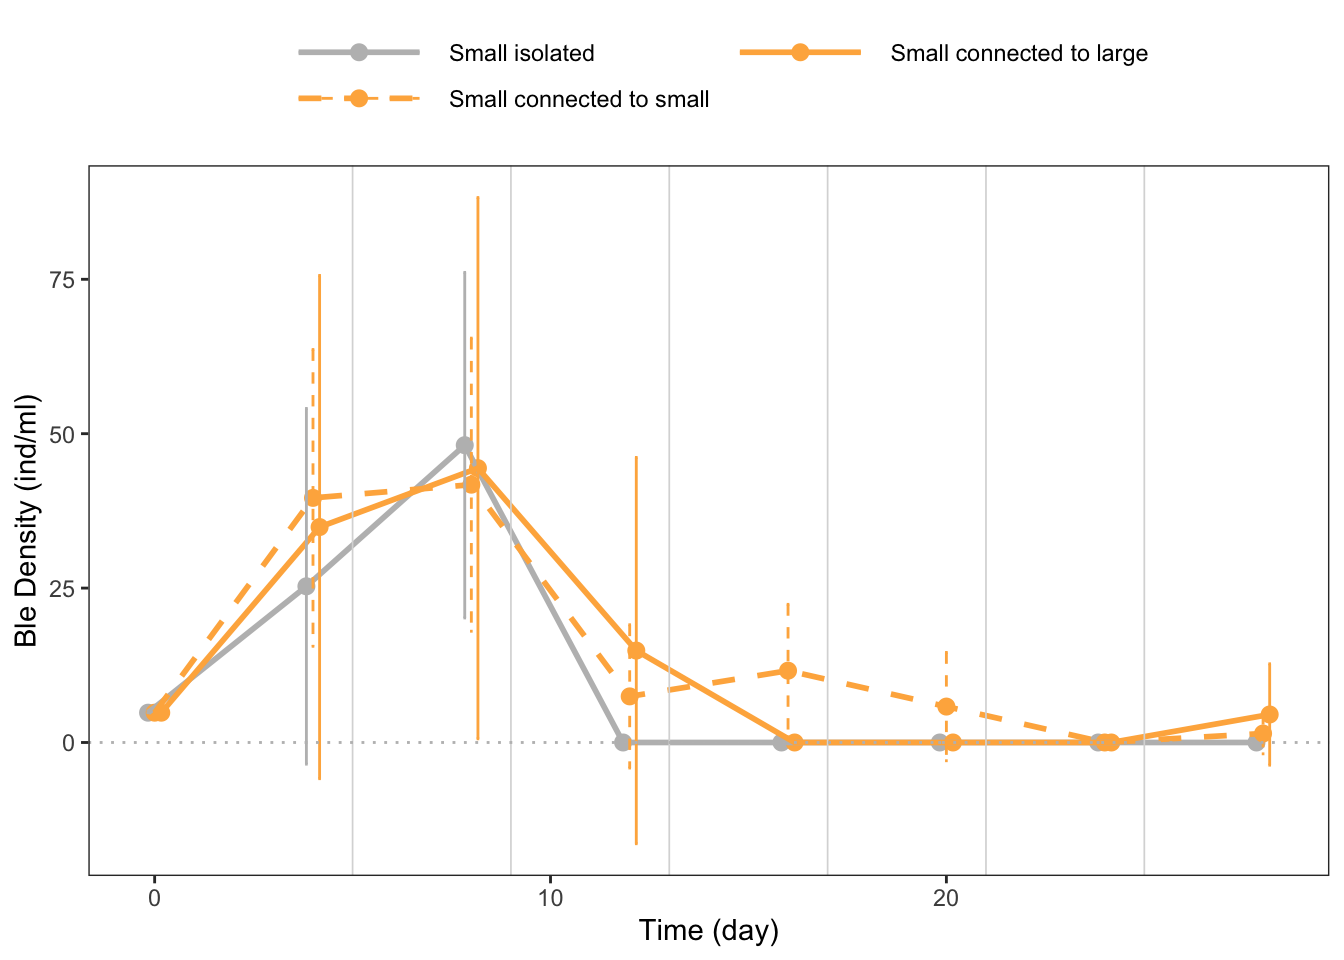 Small isolated
Small connected to large
Small connected to small
75
50
25
0
Ble Density (ind/ml)
0
10
20
Time (day)